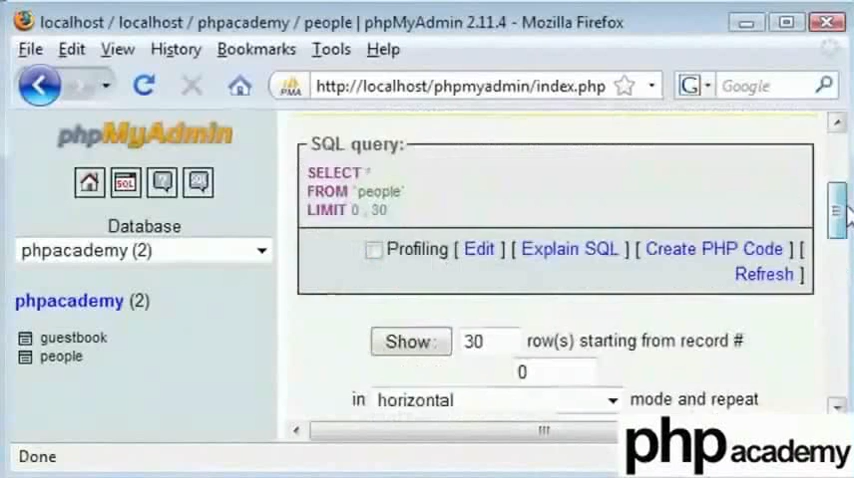 localhost / localhost / phpacademy / people | phpMyAdmin 2.11.4 - Mozilla Firefox
File Edit View History Bookmarks Tools Help
PMA http://localhost/phpmyadmin/index.php G Google
phpMyAdmin
SQL
Database
phpacademy (2)
phpacademy (2)
guestbook
people
SQL query:
SELECT *
FROM `people`
LIMIT 0 , 30
Profiling [ Edit ] [ Explain SQL ] [ Create PHP Code ] [
Refresh ]
Show : 30 row(s) starting from record #
0
in horizontal mode and repeat
Done
php academy